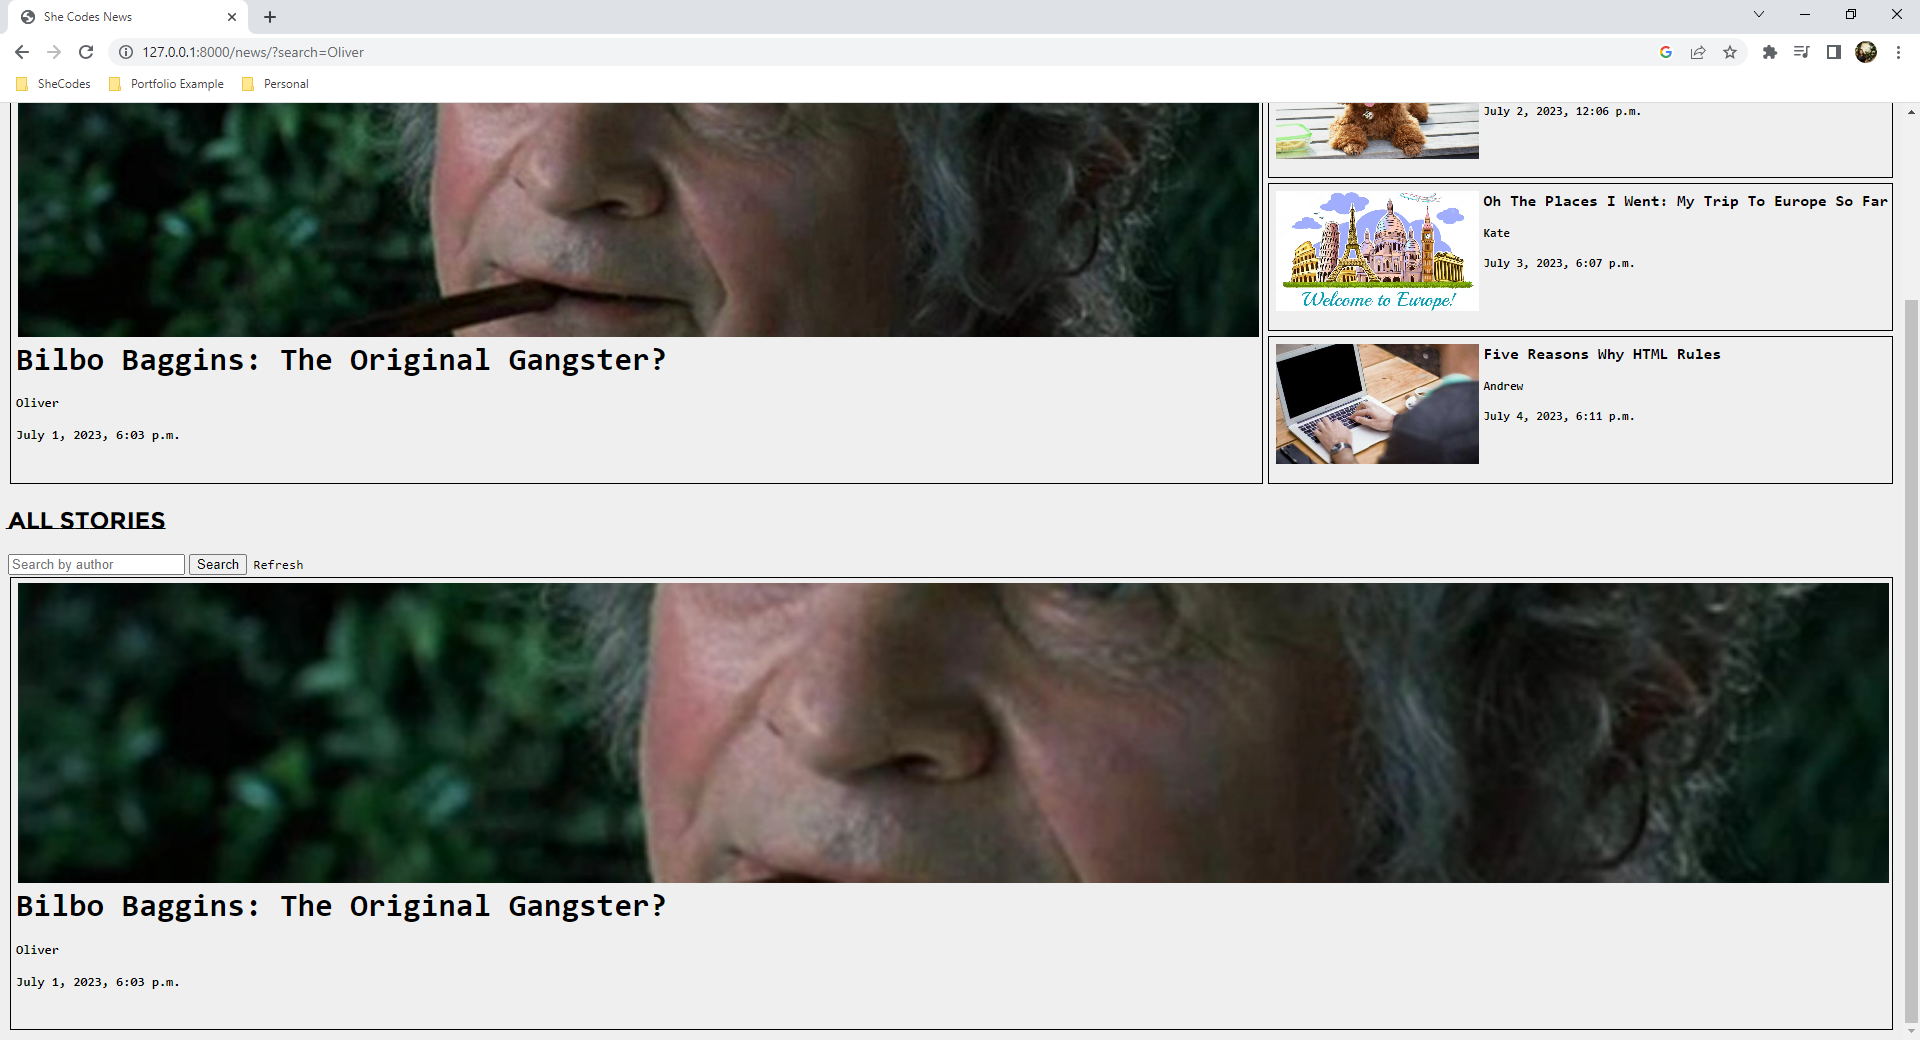 She Codes News
127.0.0.1:8000/news/?search=Oliver
SheCodes
Portfolio Example
Personal
Bilbo Baggins: The Original Gangster?
Oliver
July 1, 2023, 6:03 p.m.
July 2, 2023, 12:06 p.m.
Welcome to Europe!
Oh The Places I Went: My Trip To Europe So Far
Kate
July 3, 2023, 6:07 p.m.
Five Reasons Why HTML Rules
Andrew
July 4, 2023, 6:11 p.m.
ALL STORIES
Search by author Search Refresh
Bilbo Baggins: The Original Gangster?
Oliver
July 1, 2023, 6:03 p.m.